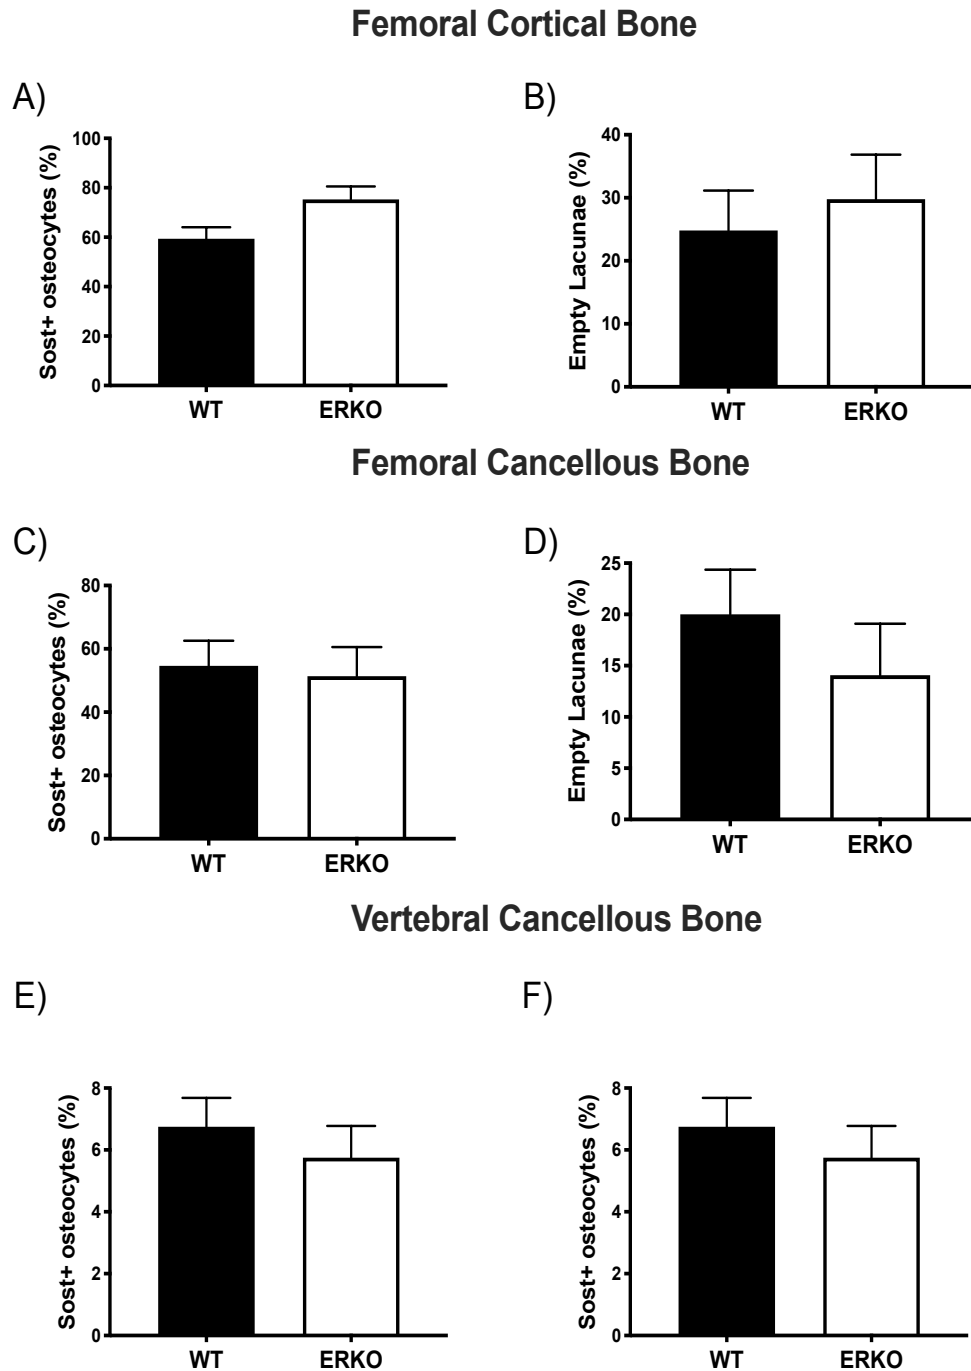 Femoral Cortical Bone
A)
Sost+ osteocytes (%)
100
80
60
40
20
0
WT
ERKO
B)
Empty Lacunae (%)
40
30
20
10
0
WT
ERKO
Femoral Cancellous Bone
C)
Sost+ osteocytes (%)
80
60
40
20
0
WT
ERKO
D)
Empty Lacunae (%)
25
20
15
10
5
0
WT
ERKO
Vertebral Cancellous Bone
E)
Sost+ osteocytes (%)
8
6
4
2
0
WT
ERKO
F)
Sost+ osteocytes (%)
8
6
4
2
0
WT
ERKO